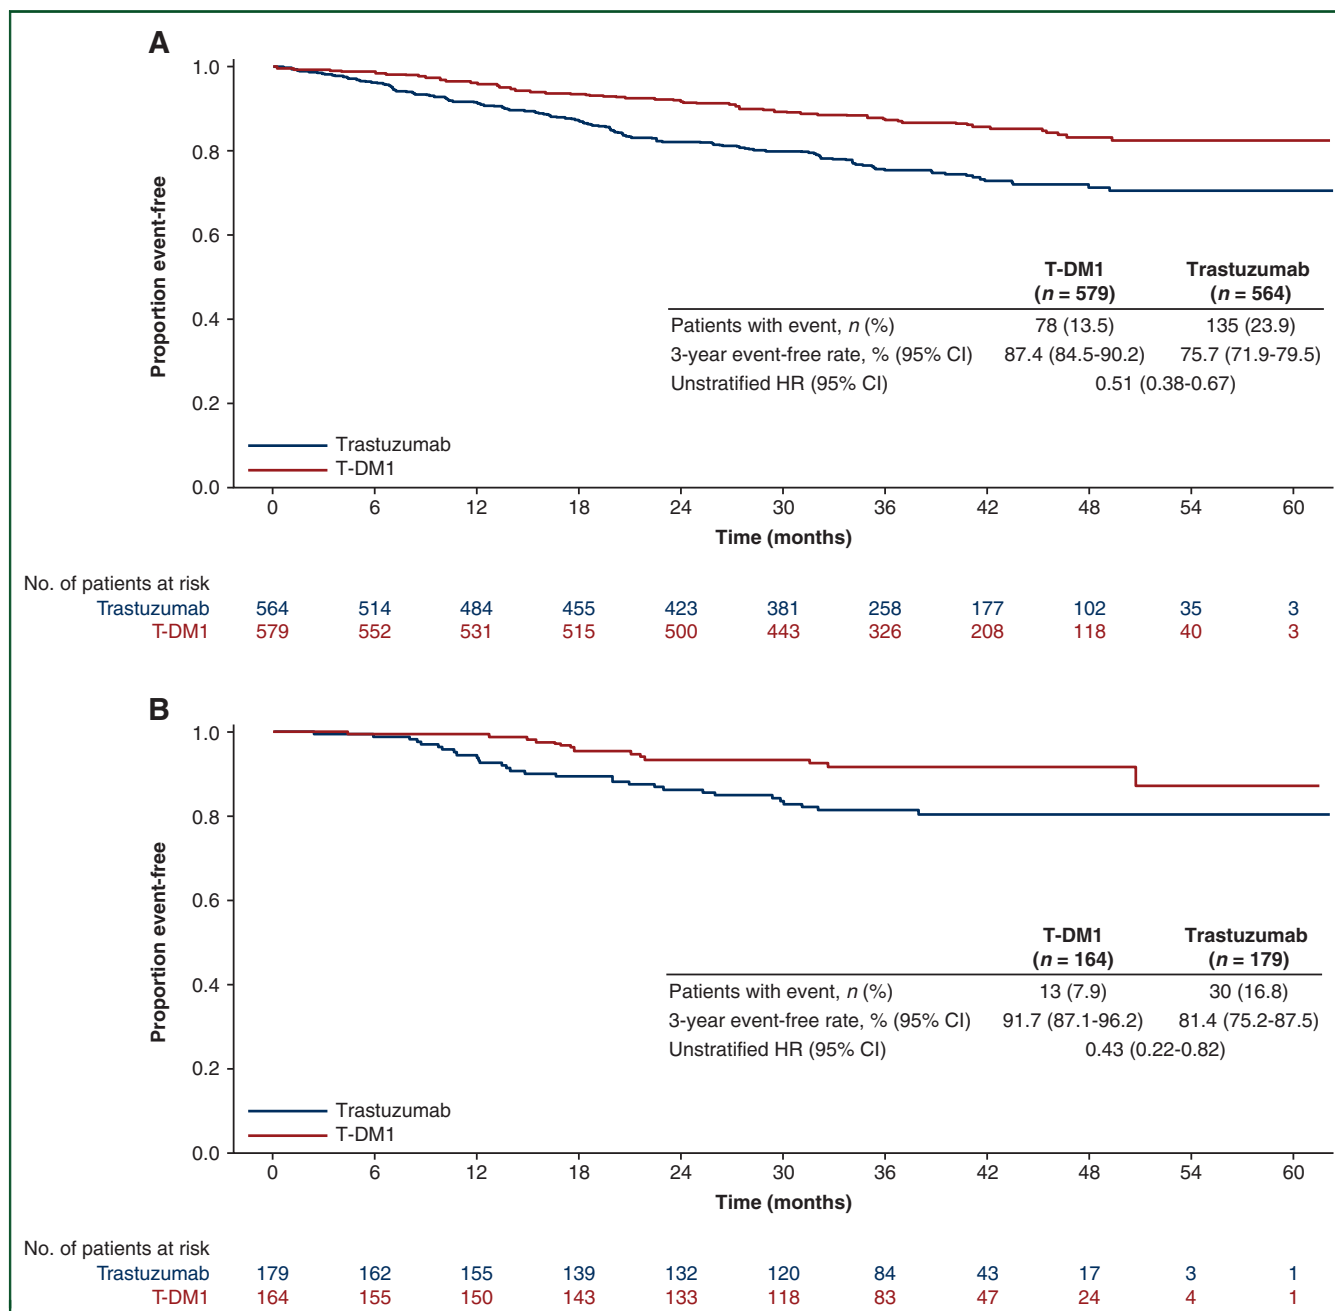 A
1.0
0.8
0.6
0.4
0.2
0.0
Proportion event-free
T-DM1 Trastuzumab
(n = 579) (n = 564)
Patients with event, n (%) 78 (13.5) 135 (23.9)
3-year event-free rate, % (95% CI) 87.4 (84.5-90.2) 75.7 (71.9-79.5)
Unstratified HR (95% CI) 0.51 (0.38-0.67)
Trastuzumab
T-DM1
0 6 12 18 24 30 36 42 48 54 60
Time (months)
No. of patients at risk
Trastuzumab 564 514 484 455 423 381 258 177 102 35 3
T-DM1 579 552 531 515 500 443 326 208 118 40 3
B
1.0
0.8
0.6
0.4
0.2
0.0
Proportion event-free
T-DM1 Trastuzumab
(n = 164) (n = 179)
Patients with event, n (%) 13 (7.9) 30 (16.8)
3-year event-free rate, % (95% CI) 91.7 (87.1-96.2) 81.4 (75.2-87.5)
Unstratified HR (95% CI) 0.43 (0.22-0.82)
Trastuzumab
T-DM1
0 6 12 18 24 30 36 42 48 54 60
Time (months)
No. of patients at risk
Trastuzumab 179 162 155 139 132 120 84 43 17 3 1
T-DM1 164 155 150 143 133 118 83 47 24 4 1